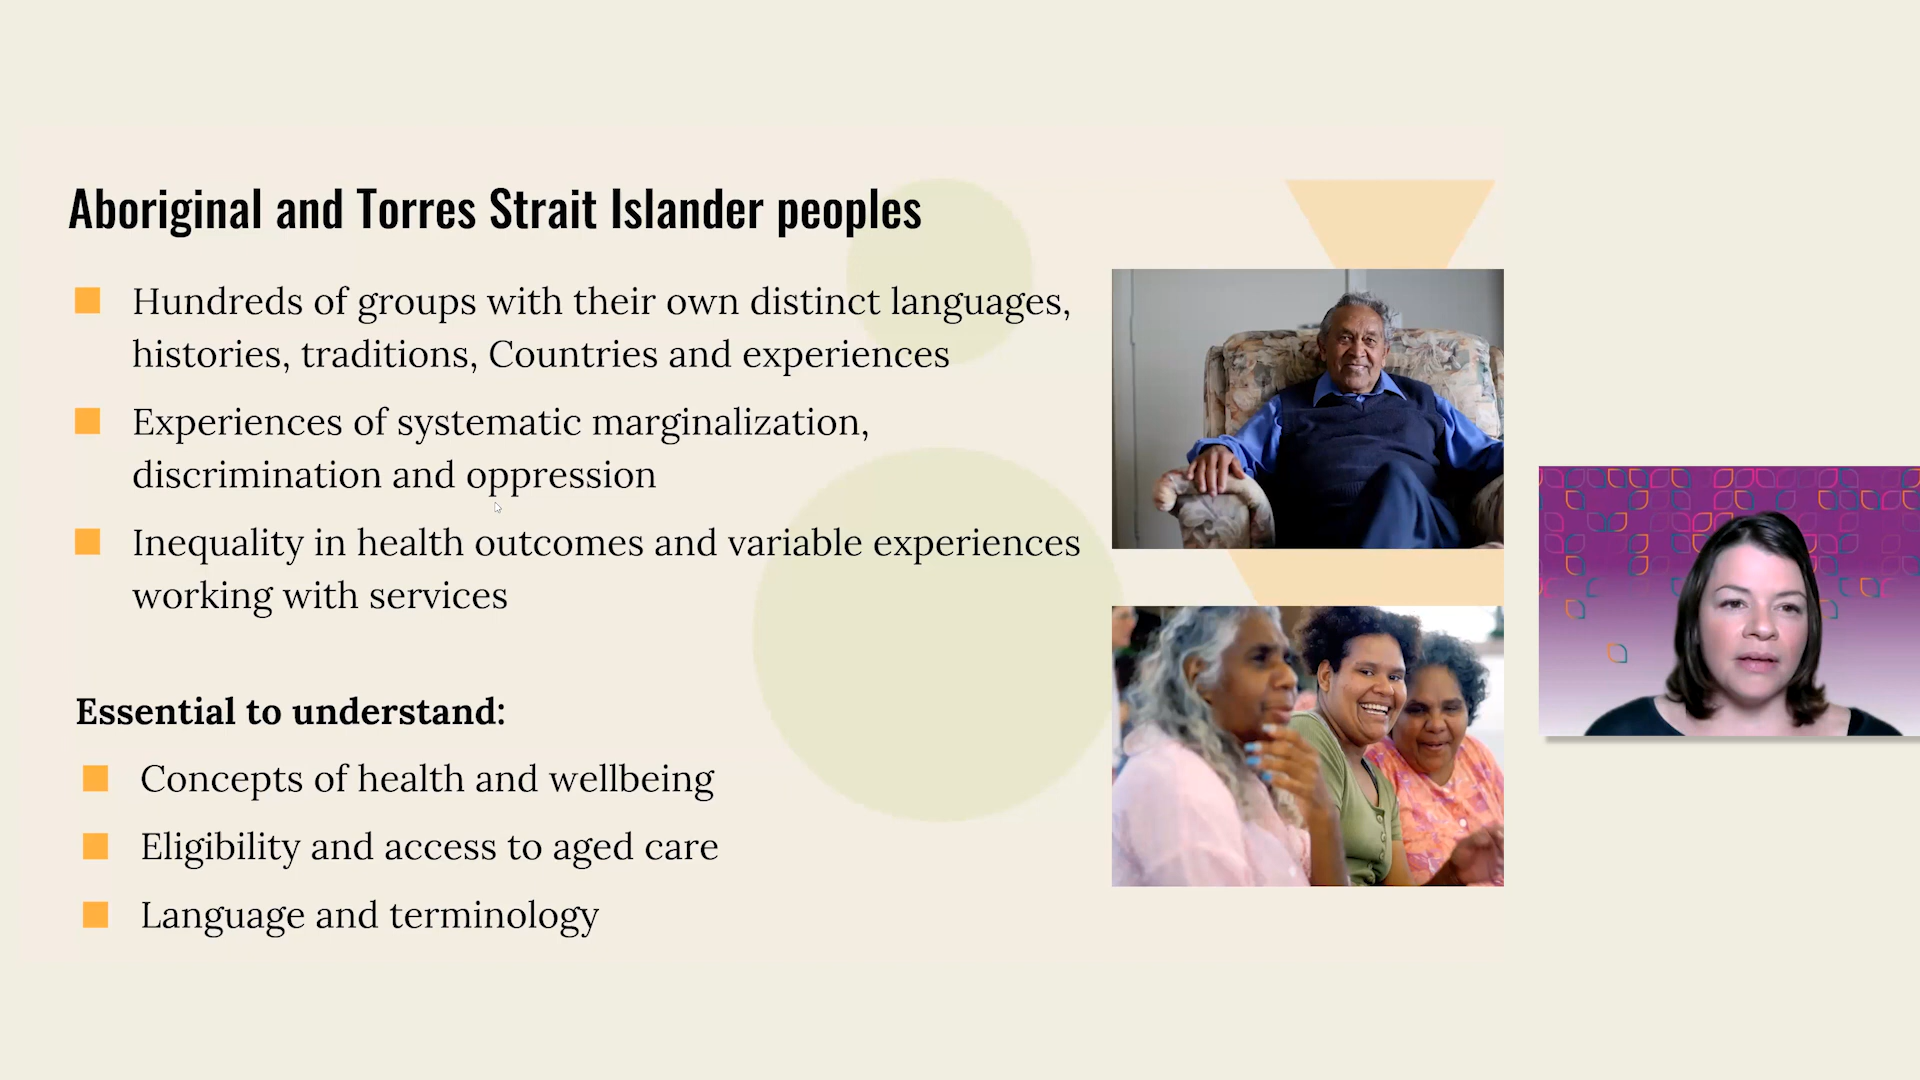 Aboriginal and Torres Strait Islander peoples
Hundreds of groups with their own distinct languages,
histories, traditions, Countries and experiences
Experiences of systematic marginalization,
discrimination and oppression
Inequality in health outcomes and variable experiences
working with services
Essential to understand:
Concepts of health and wellbeing
Eligibility and access to aged care
Language and terminology